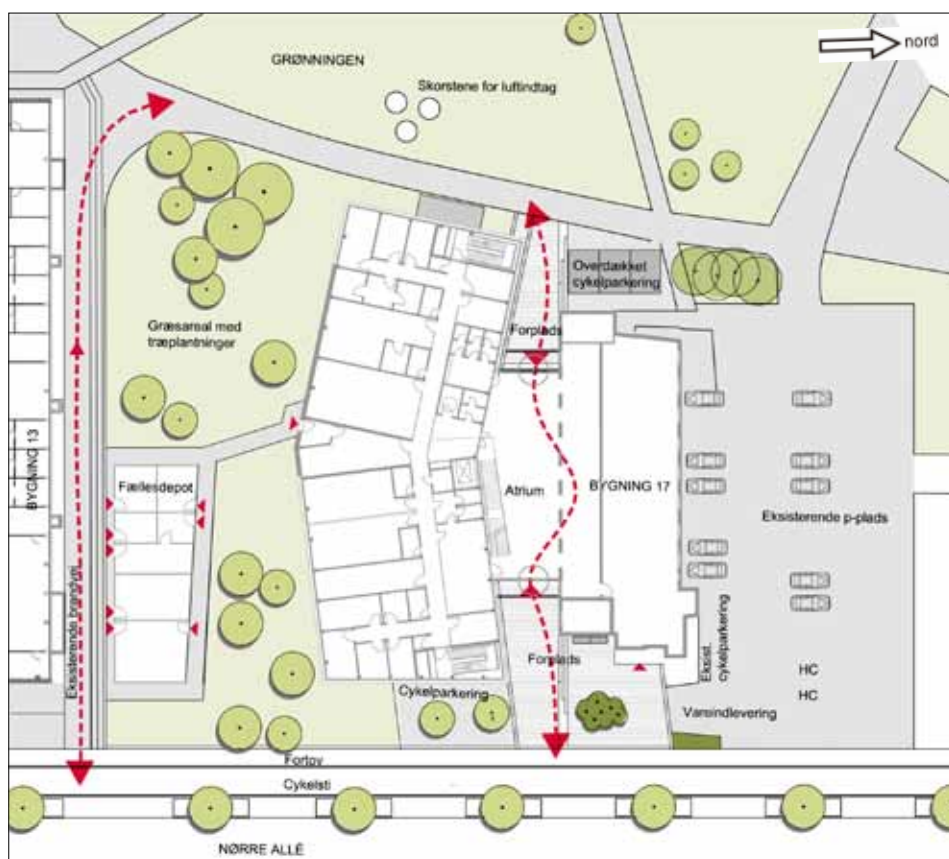 nord
GRØNNINGEN
Skorstene for luftindtag
Overdækket
cykelparkering
Forplads
Græsareal med
træplantninger
BYGNING 13
Fællesdepot
Atrium
BYGNING 17
Eksisterende p-plads
Eksisterende brandvej
Forplads
Eksist.
cykelparkering
HC
HC
Cykelparkering
Vareindlevering
Fortov
Cykelsti
NØRRE ALLÉ